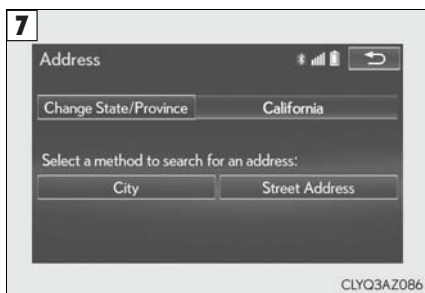 7
Address
Change State/Province California
Select a method to search for an address:
City Street Address
CLYQ3AZ086